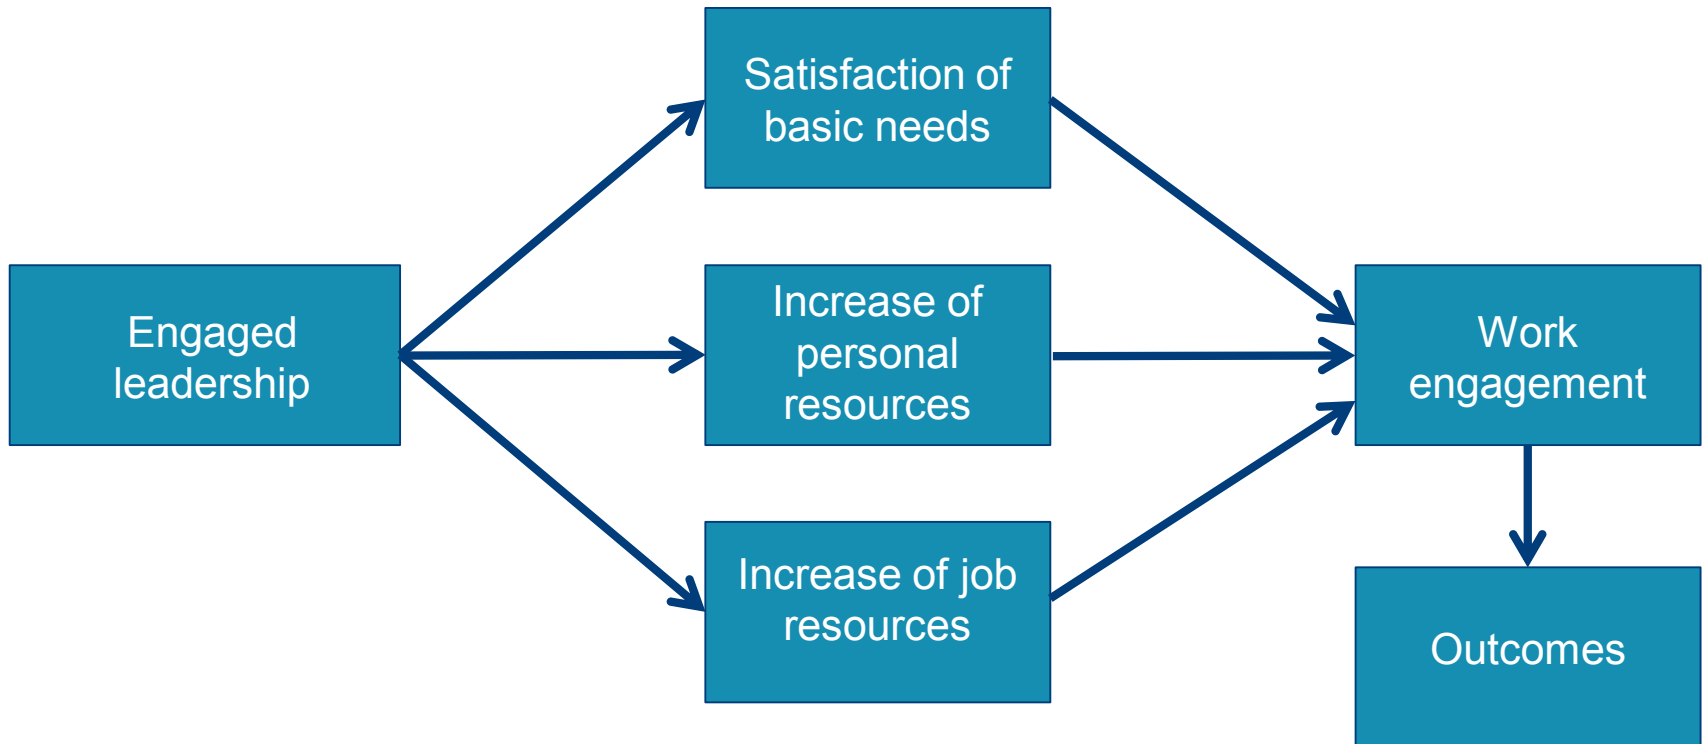 Satisfaction of
basic needs
Engaged
leadership
Increase of
personal
resources
Work
engagement
Increase of job
resources
Outcomes